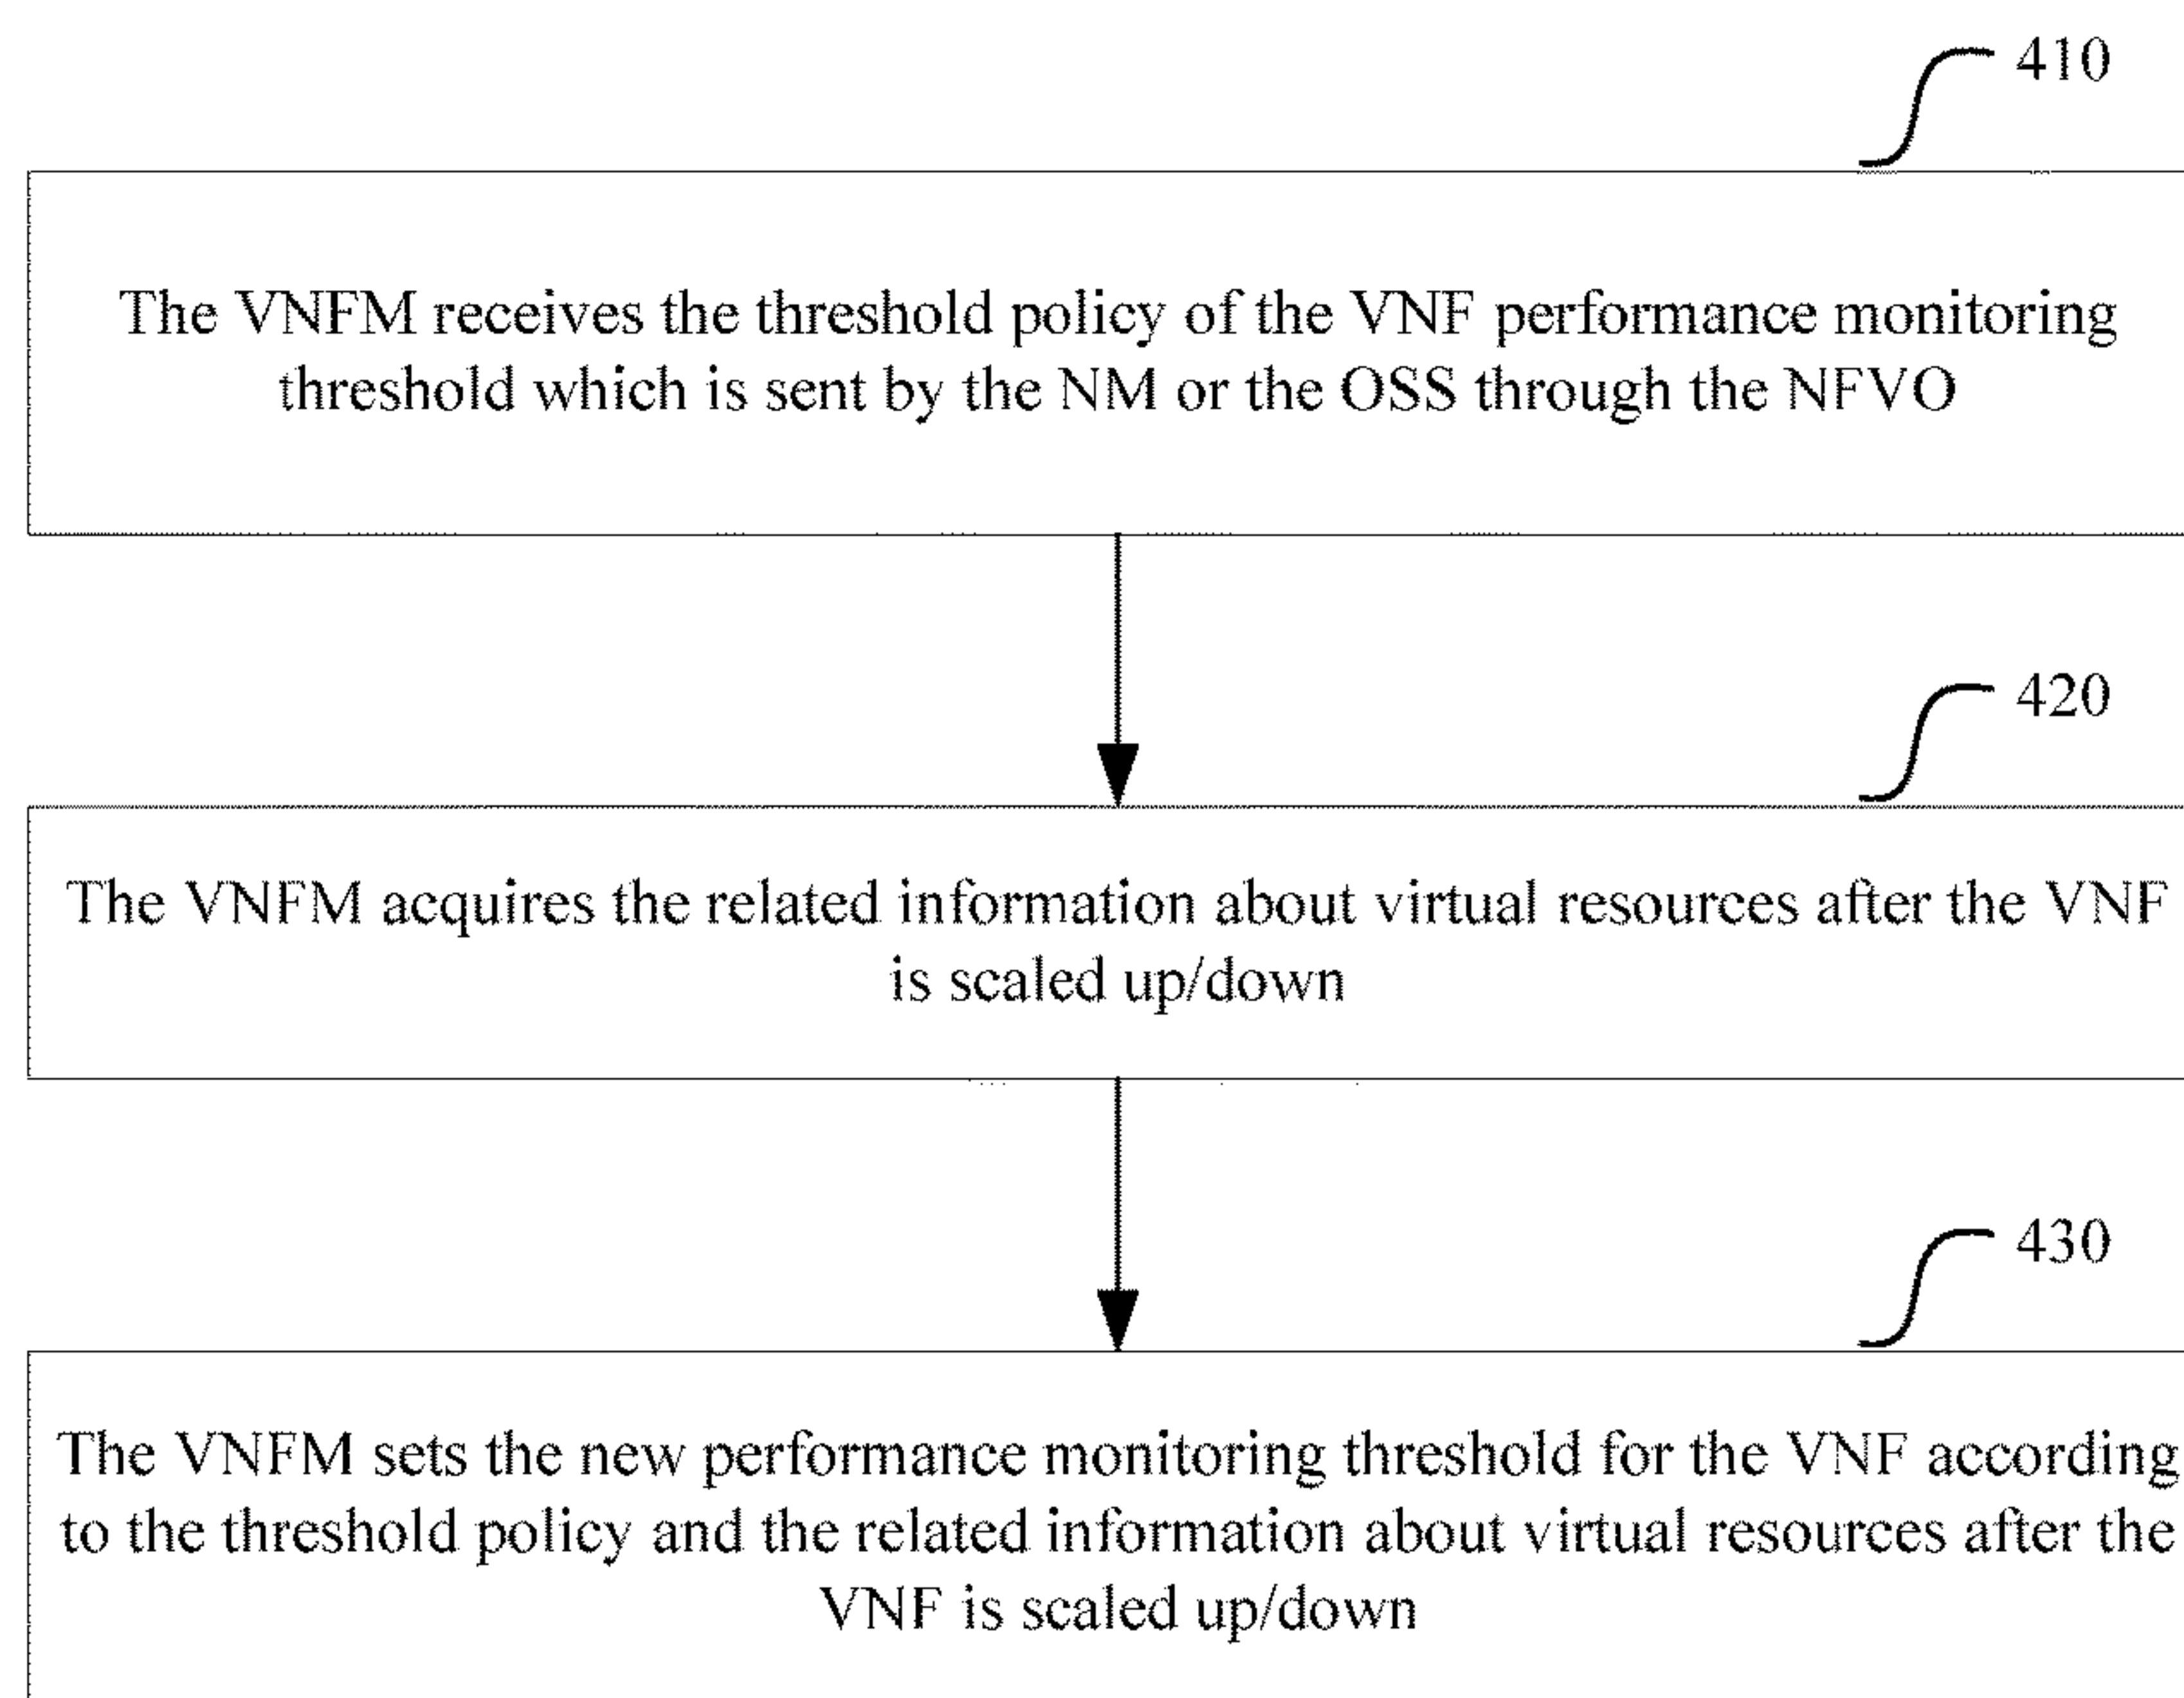 410
The VNFM receives the threshold policy of the VNF performance monitoring
threshold which is sent by the NM or the OSS through the NFVO
420
The VNFM acquires the related information about virtual resources after the VNF
is scaled up/down
430
The VNFM sets the new performance monitoring threshold for the VNF according
to the threshold policy and the related information about virtual resources after the
VNF is scaled up/down